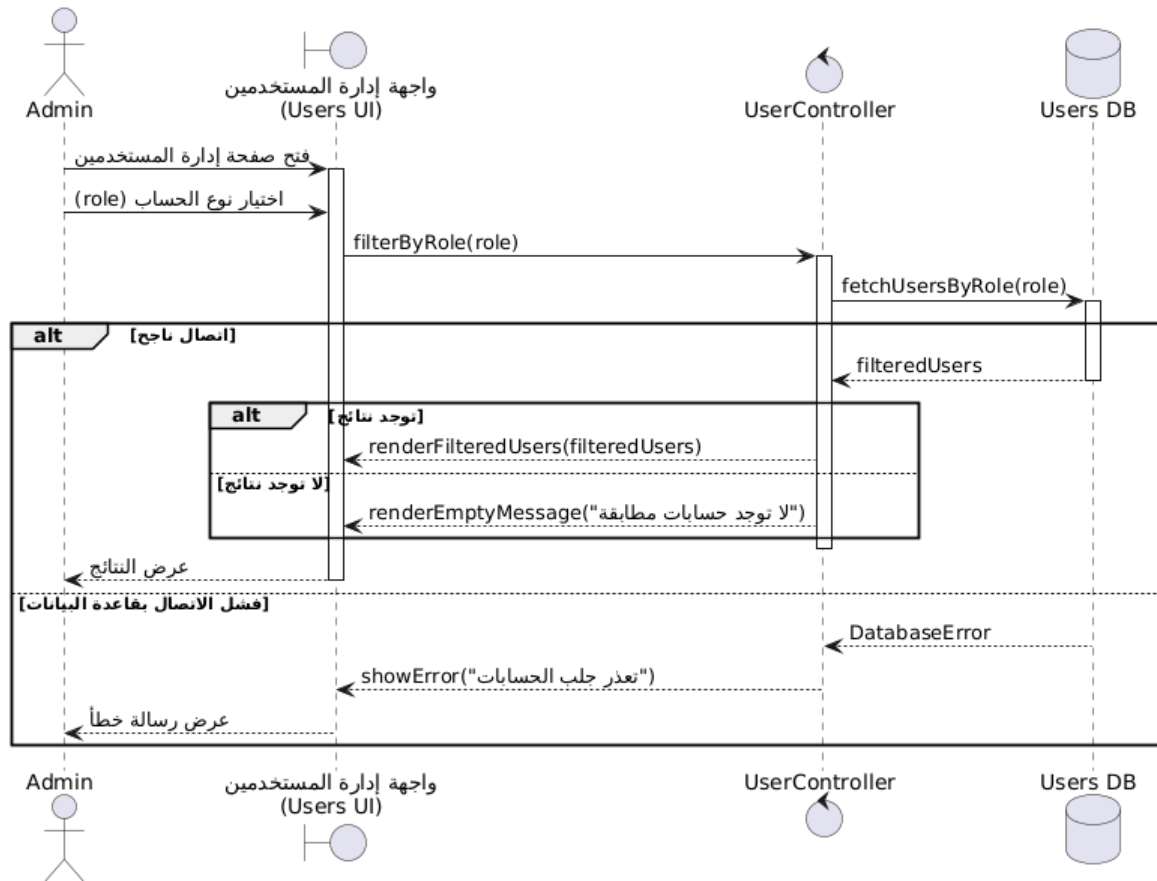 Admin
واجهة إدارة المستخدمين
(Users UI)
UserController
Users DB
فتح صفحة إدارة المستخدمين
اختيار نوع الحساب (role)
filterByRole(role)
fetchUsersByRole(role)
alt [اتصال ناجح]
filteredUsers
alt [توجد نتائج]
renderFilteredUsers(filteredUsers)
[لا توجد نتائج]
renderEmptyMessage("لا توجد حسابات مطابقة")
عرض النتائج
[فشل الاتصال بقاعدة البيانات]
DatabaseError
showError("تعذر جلب الحسابات")
عرض رسالة خطأ
Admin
واجهة إدارة المستخدمين
(Users UI)
UserController
Users DB